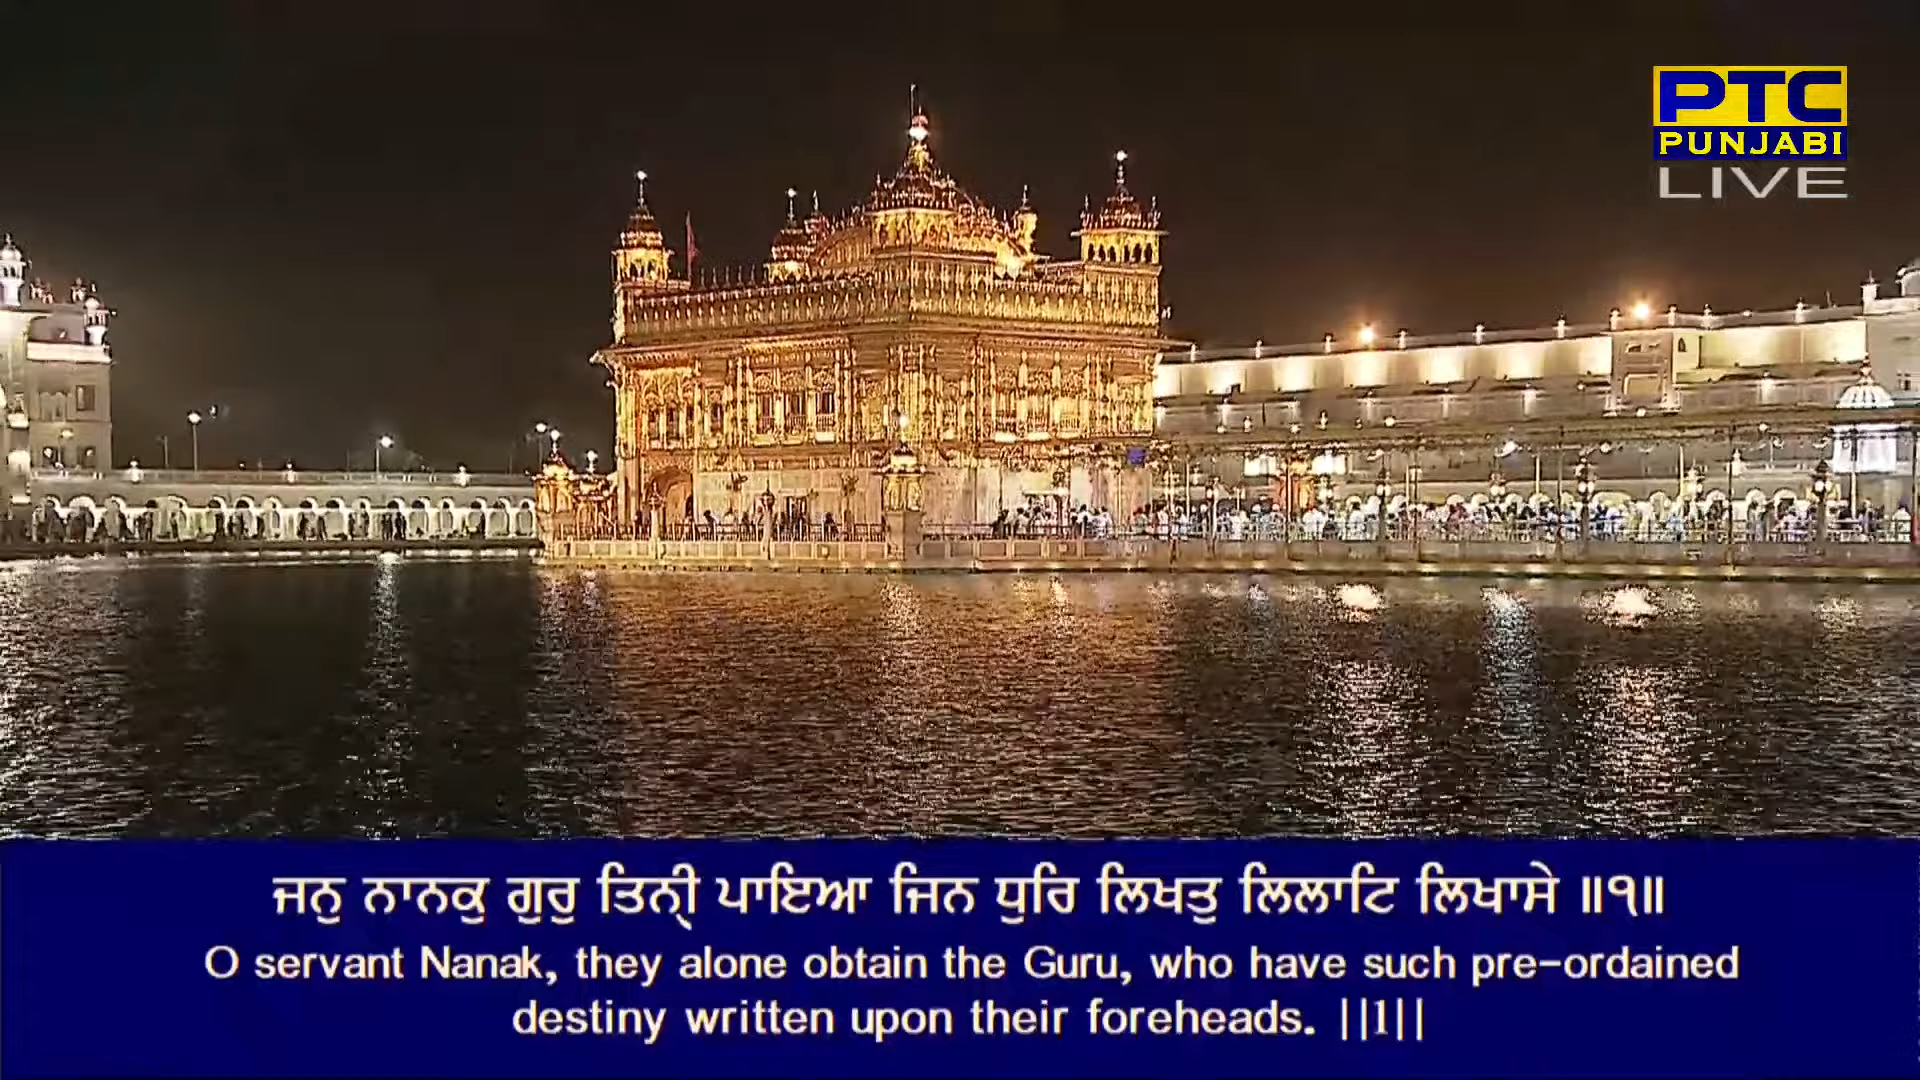 PTC
PUNJABI
LIVE
ਜਨੁ ਨਾਨਕੁ ਗੁਰੁ ਤਿਨੀ੍ ਪਾਇਆ ਜਿਨ ਧੁਰਿ ਲਿਖਤੁ ਲਿਲਾਟਿ ਲਿਖਾਸੇ ॥੧॥
O servant Nanak, they alone obtain the Guru, who have such pre-ordained
destiny written upon their foreheads. ||1||